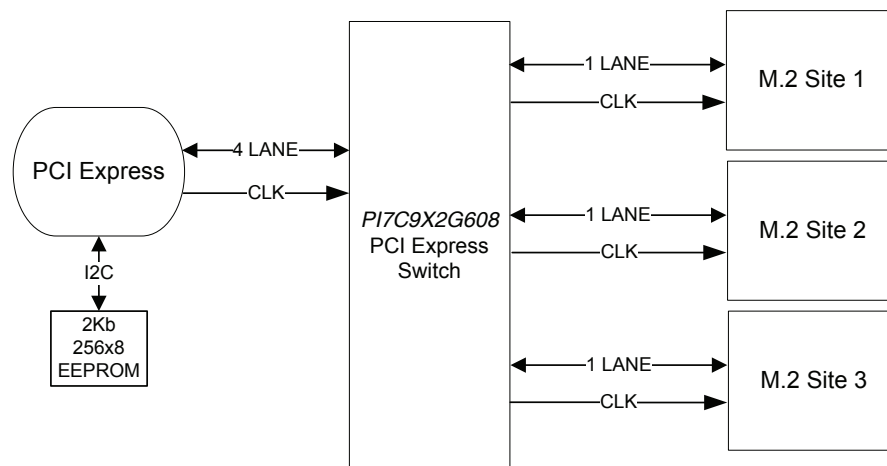 PCI Express
4 LANE
CLK
I2C
2Kb
256x8
EEPROM
PI7C9X2G608
PCI Express
Switch
1 LANE
CLK
M.2 Site 1
1 LANE
CLK
M.2 Site 2
1 LANE
CLK
M.2 Site 3